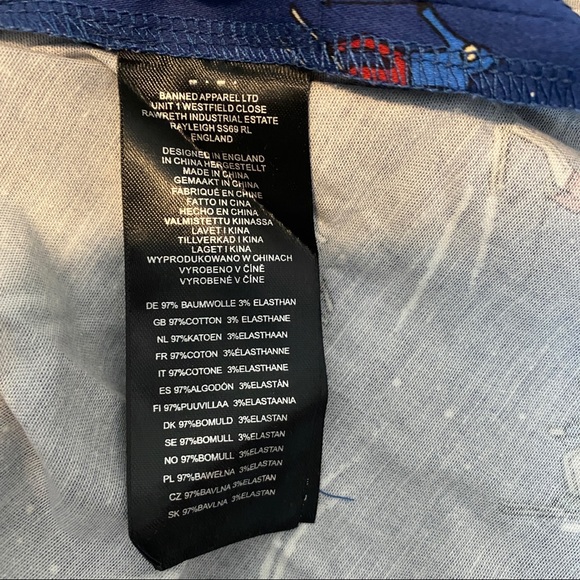 BANNED APPAREL LTD
UNIT 1 WESTFIELD CLOSE
RAWRETH INDUSTRIAL ESTATE
RAYLEIGH SS69 RL
ENGLAND
DESIGNED IN ENGLAND
IN CHINA HERGESTELLT
MADE IN CHINA
GEMAAKT IN CHINA
FABRIQUÉ EN CHINE
FATTO IN CINA
HECHO EN CHINA
VALMISTETTU KIINASSA
LAVET I KINA
TILLVERKAD I KINA
LAGET I KINA
WYPRODUKOWANO W CHINACH
VYROBENO V ČÍNĚ
VYROBENÉ V ČÍNE
DE 97% BAUMWOLLE 3% ELASTHAN
GB 97%COTTON 3% ELASTHANE
NL 97%KATOEN 3% ELASTHAAN
FR 97%COTON 3% ÉLASTHANNE
IT 97%COTONE 3% ELASTHANNE
ES 97%ALGODÓN 3%ELASTÁN
FI 97%PUUVILLAA 3%ELASTAANIA
DK 97%BOMULD 3%ELASTAN
SE 97%BOMULL 3% ELASTAN
NO 97%BOMULL 3%ELASTAN
PL 97%BAWEŁNA 3%ELASTAN
CZ 97%BAVLNA 3%ELASTAN
SK 97%BAVLNA 3%ELASTAN